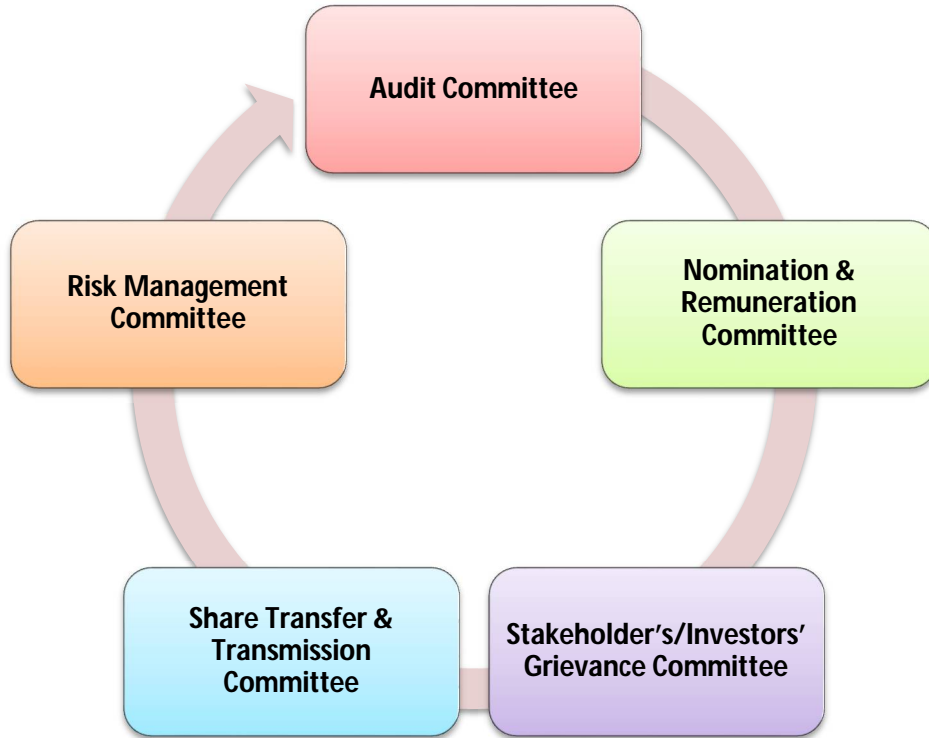 Audit Committee
Nomination &
Remuneration
Committee
Stakeholder's/Investors'
Grievance Committee
Share Transfer &
Transmission
Committee
Risk Management
Committee